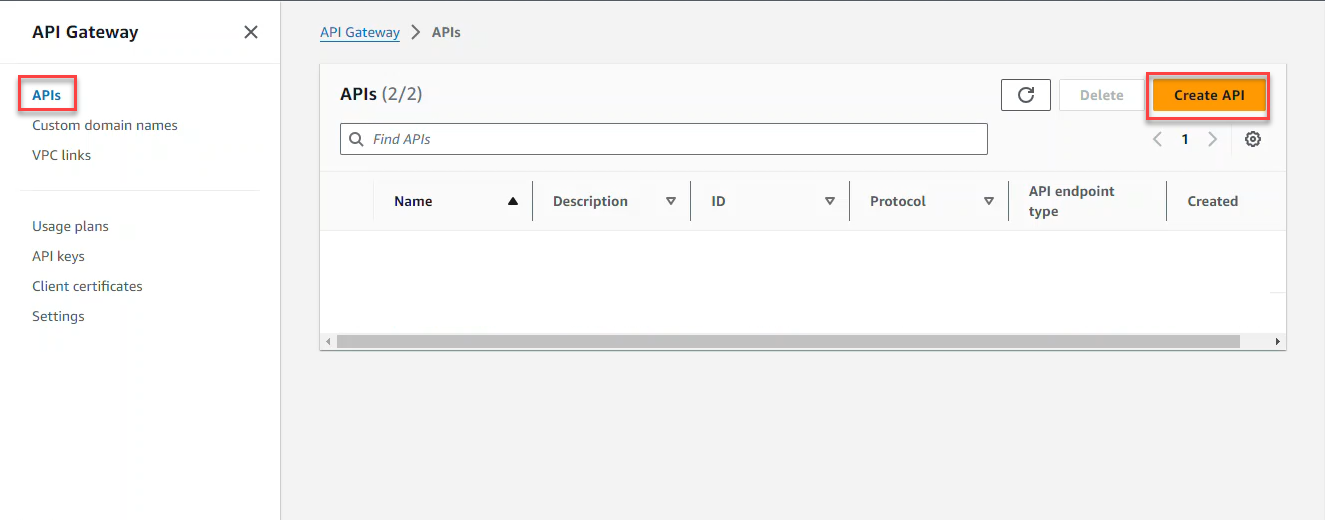 API Gateway
API Gateway > APIs
APIs
Custom domain names
VPC links
Usage plans
API keys
Client certificates
Settings
APIs (2/2)
Delete
Create API
Find APIs
1
Name
Description
ID
Protocol
API endpoint
type
Created